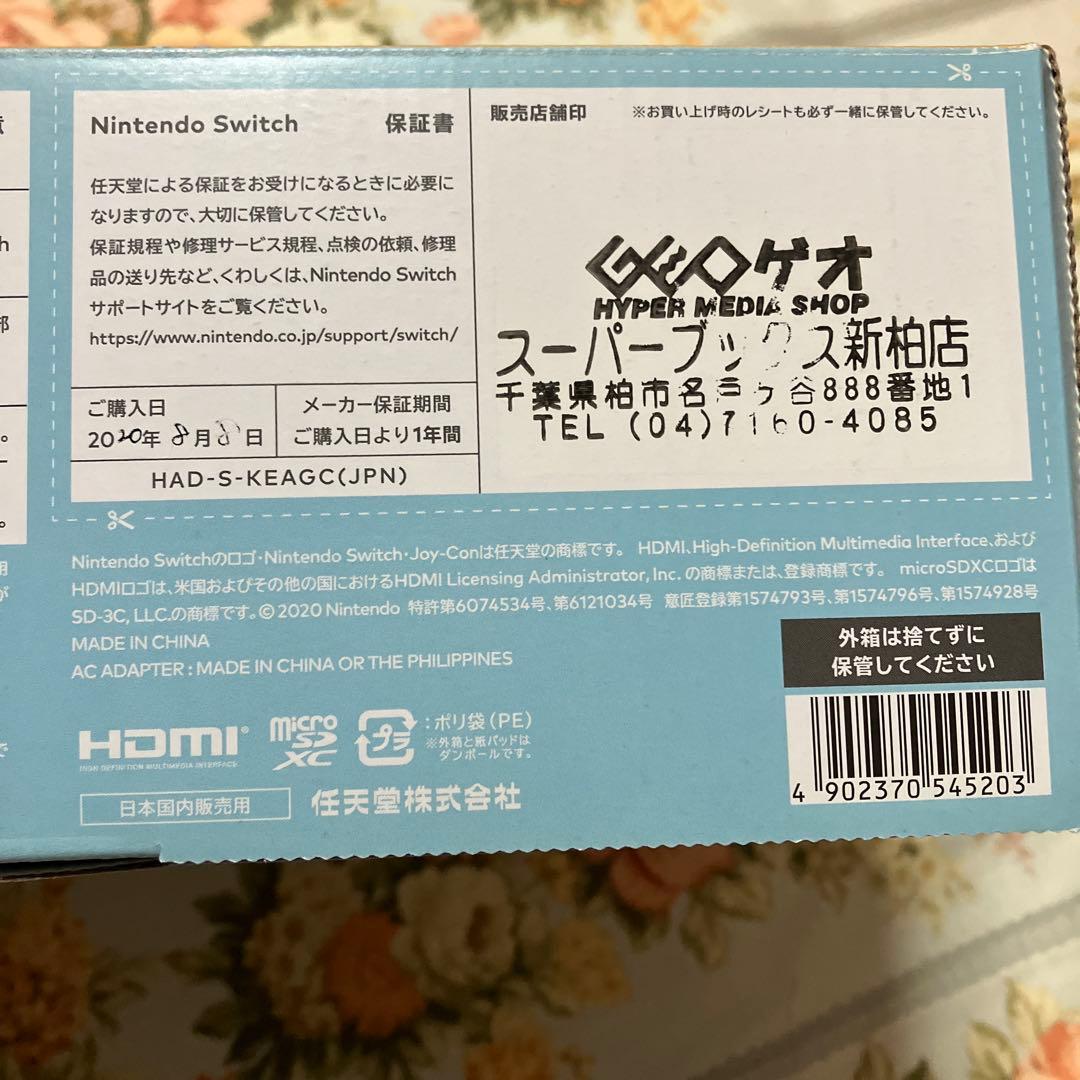 Nintendo Switch 保証書
任天堂による保証をお受けになるときに必要に
なりますので、大切に保管してください。
保証規程や修理サービス規程、点検の依頼、修理
品の送り先など、くわしくは、Nintendo Switch
サポートサイトをご覧ください。
https://www.nintendo.co.jp/support/switch/
ご購入日
2020年 8月8日
メーカー保証期間
ご購入日より1年間
HAD-S-KEAGC(JPN)
販売店舗印 ※お買い上げ時のレシートも必ず一緒に保管してください。
GEOゲオ
HYPER MEDIA SHOP
スーパーブックス新柏店
千葉県柏市名戸ヶ谷888番地1
TEL (04)7160-4085
Nintendo Switchのロゴ・Nintendo Switch・Joy-Conは任天堂の商標です。 HDMI、High-Definition Multimedia Interface、および
HDMIロゴは、米国およびその他の国におけるHDMI Licensing Administrator, Inc. の商標または、登録商標です。 microSDXCロゴは
SD-3C, LLC.の商標です。© 2020 Nintendo 特許第6074534号、第6121034号 意匠登録第1574793号、第1574796号、第1574928号
MADE IN CHINA
AC ADAPTER : MADE IN CHINA OR THE PHILIPPINES
外箱は捨てずに
保管してください
HDMI®
HIGH-DEFINITION MULTIMEDIA INTERFACE
micro
SD
XC
プラ
:ポリ袋(PE)
※外箱と紙パッドは
ダンボールです。
日本国内販売用
任天堂株式会社
4 902370 545203